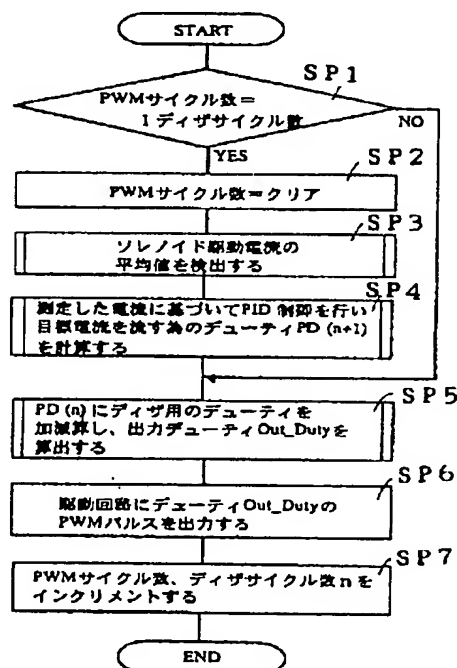 START
SP1
PWMサイクル数＝
1ディザサイクル数
NO
YES
SP2
PWMサイクル数＝クリア
SP3
ソレノイド駆動電流の
平均値を検出する
SP4
測定した電流に基づいてPID 制御を行い
目標電流を流す為のデューティPD (n+1)
を計算する
SP5
PD (n) にディザ用のデューティを
加減算し、出力デューティOut_Dutyを
算出する
SP6
駆動回路にデューティOut_Dutyの
PWMパルスを出力する
SP7
PWMサイクル数、ディザサイクル数nを
インクリメントする
END